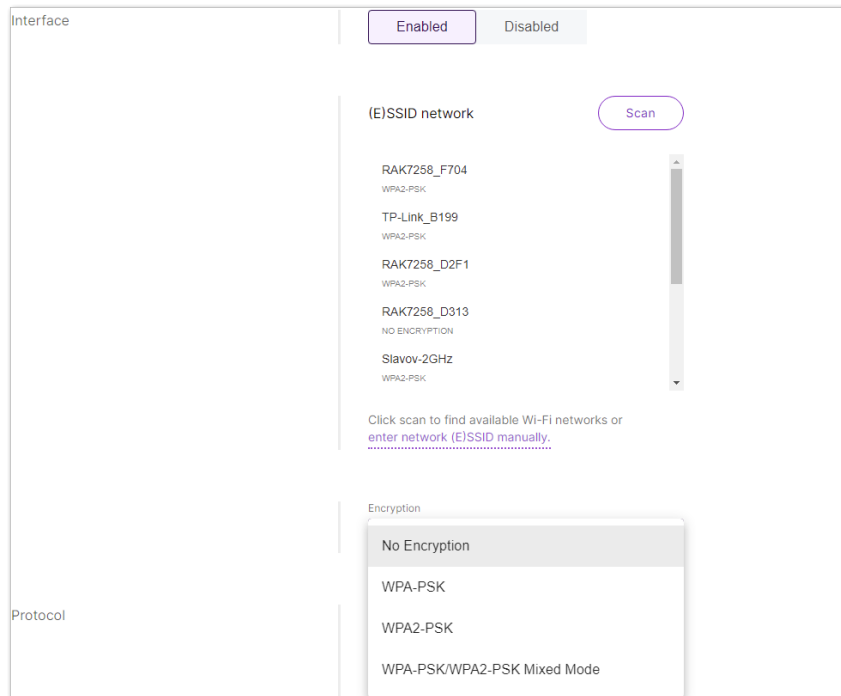 Interface
Enabled
Disabled
(E)SSID network
Scan
RAK7258_F704
WPA2-PSK
TP-Link_B199
WPA2-PSK
RAK7258_D2F1
WPA2-PSK
RAK7258_D313
NO ENCRYPTION
Slavov-2GHz
WPA2-PSK
Click scan to find available Wi-Fi networks or
enter network (E)SSID manually.
Encryption
No Encryption
WPA-PSK
Protocol
WPA2-PSK
WPA-PSK/WPA2-PSK Mixed Mode